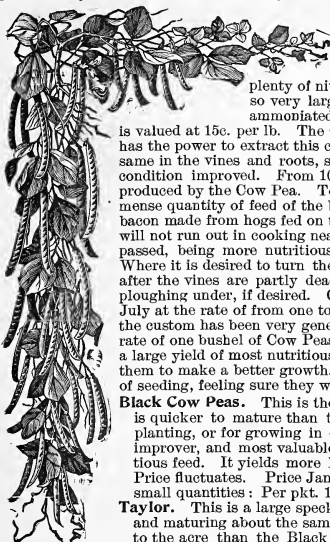 plenty of ni
so very larg
ammoniated
is valued at 15c. per lb. The
has the power to extract this c
same in the vines and roots, s
condition improved. From 10
produced by the Cow Pea. T
mense quantity of feed of the b
bacon made from hogs fed on t
will not run out in cooking nea
passed, being more nutritious
Where it is desired to turn the
after the vines are partly dea
ploughing under, if desired.
July at the rate of from one to
the custom has been very gene
rate of one bushel of Cow Peas
a large yield of most nutritious
them to make a better growth.
of seeding, feeling sure they w
Black Cow Peas. This is the
is quicker to mature than t
planting, or for growing in
improver, and most valuable
tious feed. It yields more
Price fluctuates. Price Jan
small quantities: Per pkt. 1
Taylor. This is a large speck
and maturing about the sam
to the acre than the Black